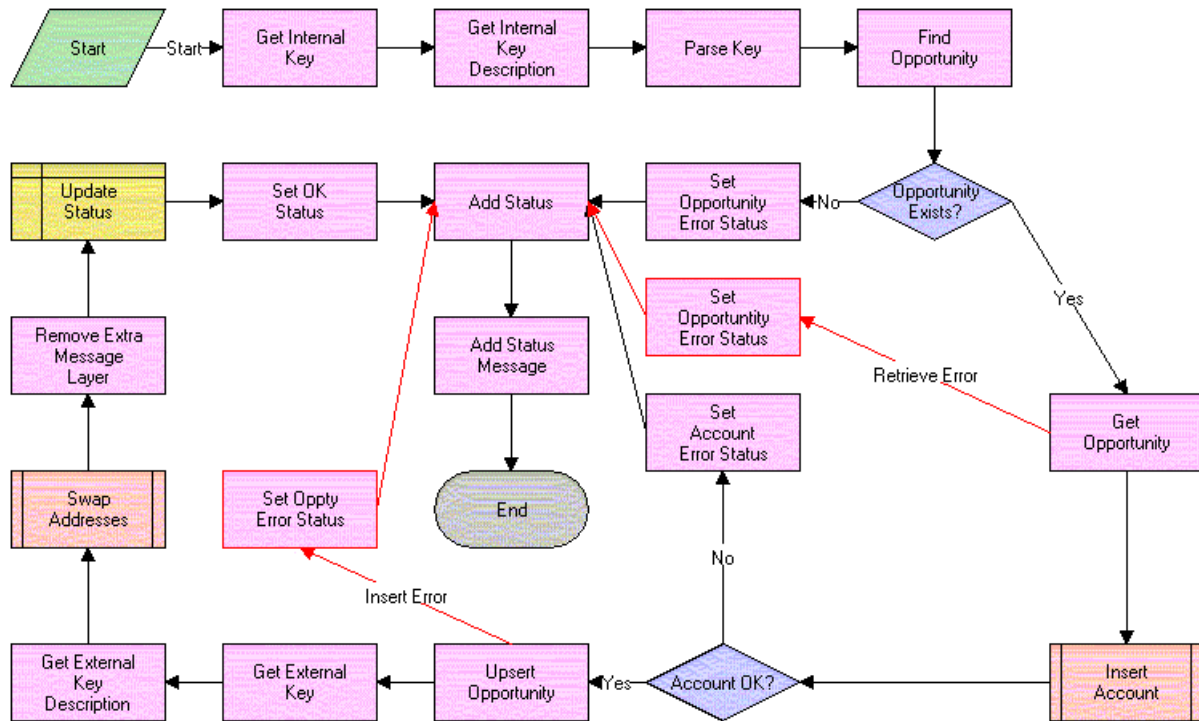 Start
Start
Get Internal
Key
Get Internal
Key
Description
Parse Key
Find
Opportunity
Update
Status
Set OK
Status
Add Status
Set
Opportunity
Error Status
No
Opportunity
Exists?
Yes
Remove Extra
Message
Layer
Add Status
Message
Set
Opportuntity
Error Status
Retrieve Error
Get
Opportunity
Set
Account
Error Status
Swap
Addresses
Set Oppty
Error Status
End
No
Insert Error
Get External
Key
Description
Get External
Key
Upsert
Opportunity
Yes
Account OK?
Insert
Account